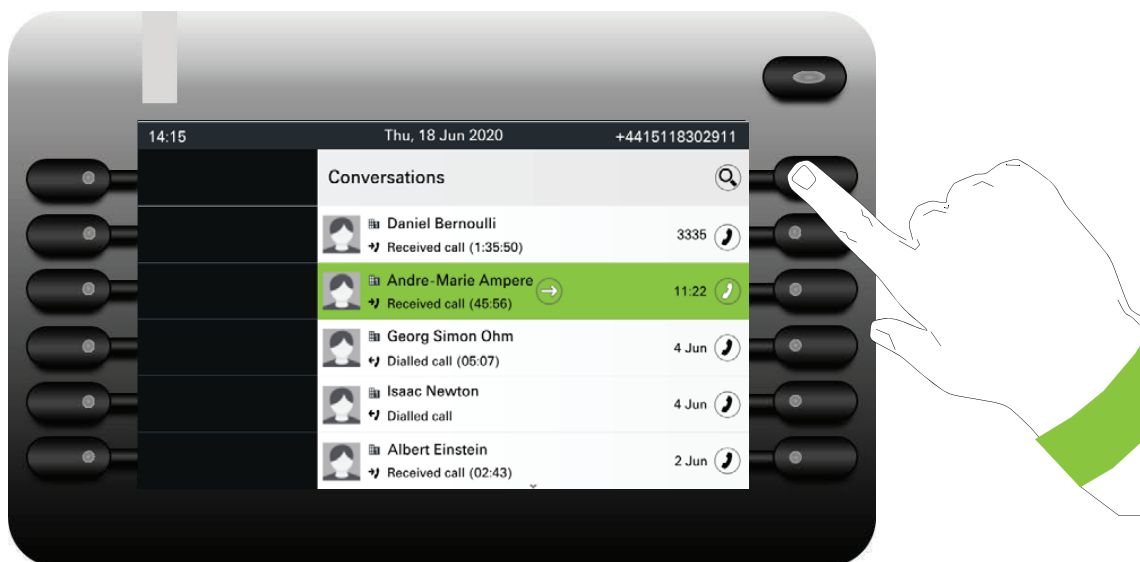 14:15 Thu, 18 Jun 2020 +4415118302911
Conversations
Daniel Bernoulli
Received call (1:35:50) 3335
Andre-Marie Ampere
Received call (45:56) 11:22
Georg Simon Ohm
Dialled call (05:07) 4 Jun
Isaac Newton
Dialled call 4 Jun
Albert Einstein
Received call (02:43) 2 Jun